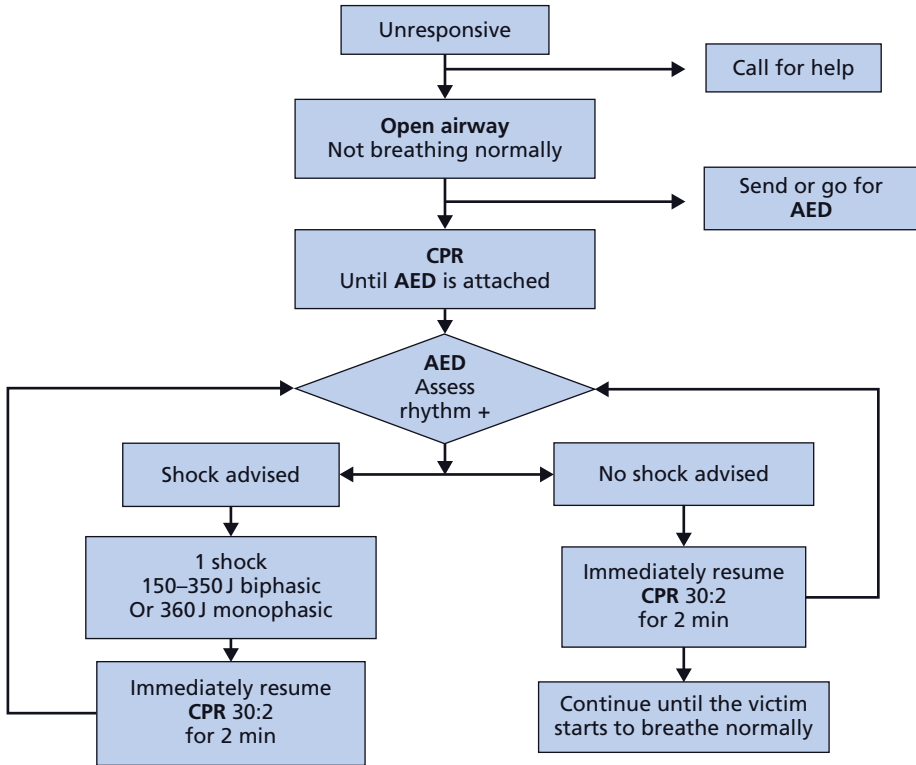 Unresponsive
Call for help
Open airway
Not breathing normally
Send or go for
AED
CPR
Until AED is attached
AED
Assess
rhythm +
Shock advised
No shock advised
1 shock
150–350 J biphasic
Or 360 J monophasic
Immediately resume
CPR 30:2
for 2 min
Immediately resume
CPR 30:2
for 2 min
Continue until the victim
starts to breathe normally